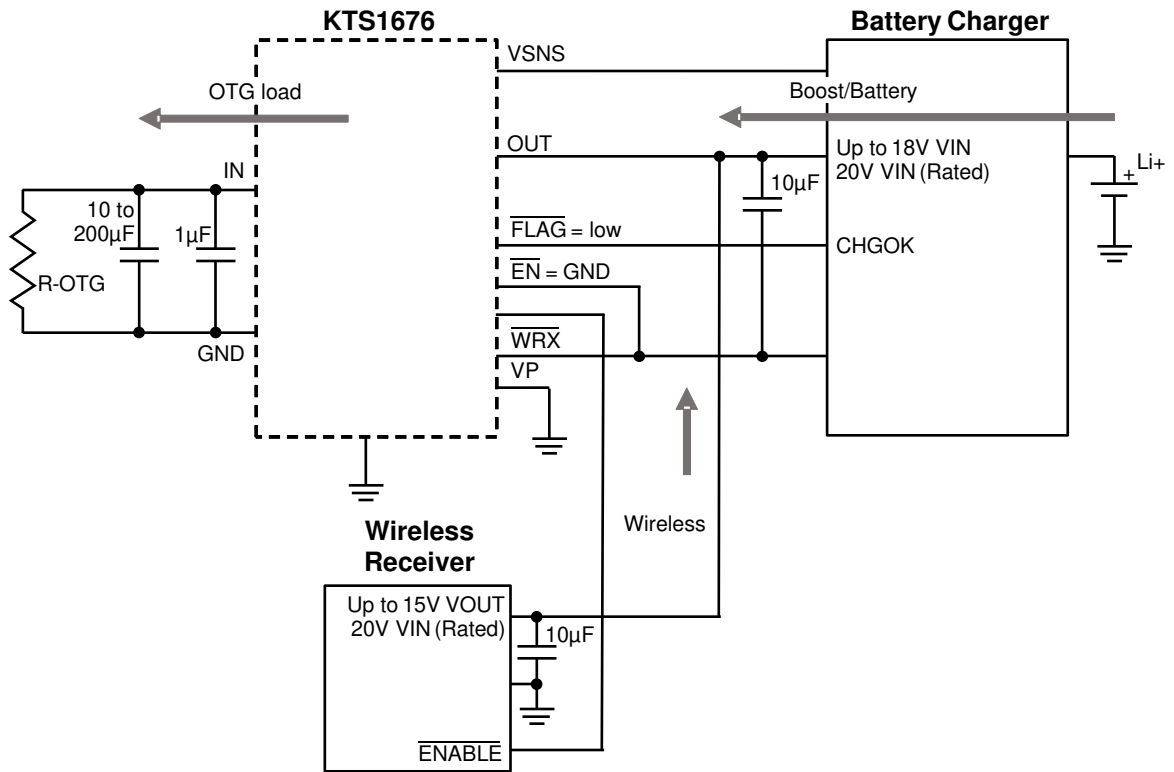 KTS1676
Battery Charger
VSNS
OTG load
Boost/Battery
OUT
Up to 18V VIN
20V VIN (Rated)
IN
10µF
Li+
+
10 to
200µF
1µF
R-OTG
FLAG = low
CHGOK
EN = GND
WRX
GND
VP
Wireless
Wireless
Receiver
Up to 15V VOUT
20V VIN (Rated)
10µF
ENABLE